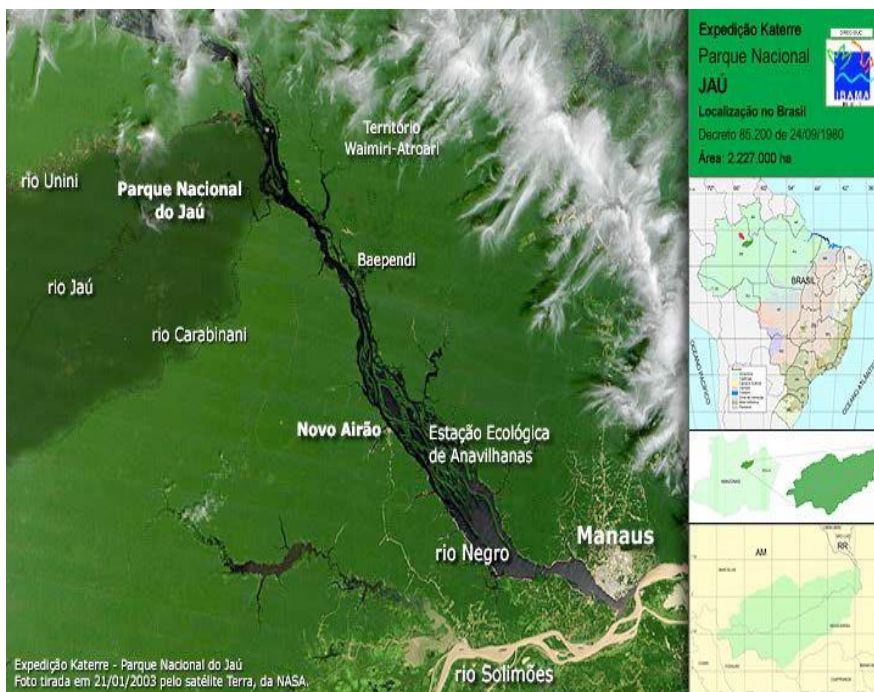 Território
Waimiri-Atroari
rio Unini
Parque Nacional
do Jaú
Baependi
rio Jaú
rio Carabinani
Novo Airão
Estação Ecológica
de Anavilhanas
Manaus
rio Negro
rio Solimões
Expedição Katerre - Parque Nacional do Jaú
Foto tirada em 21/01/2003 pelo satélite Terra, da NASA.
Expedição Katerre
Parque Nacional
JAÚ
Localização no Brasil
Decreto 85.200 de 24/09/1980
Área: 2.227.000 ha
IBAMA
BRASIL
OCEANO PACIFICO
OCEANO ATLÂNTI
AM
RR